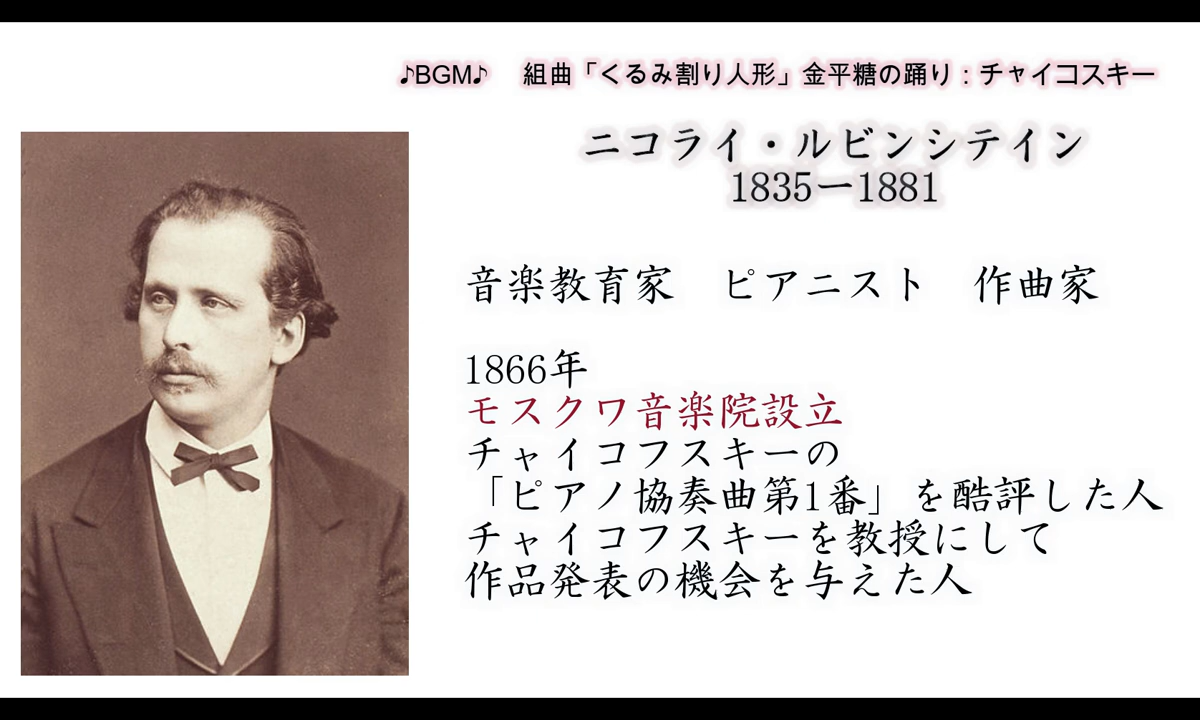 ♪BGM♪　組曲「くるみ割り人形」金平糖の踊り：チャイコスキー
ニコライ・ルビンシテイン
1835ー1881
音楽教育家　ピアニスト　作曲家
1866年
モスクワ音楽院設立
チャイコフスキーの
「ピアノ協奏曲第1番」を酷評した人
チャイコフスキーを教授にして
作品発表の機会を与えた人